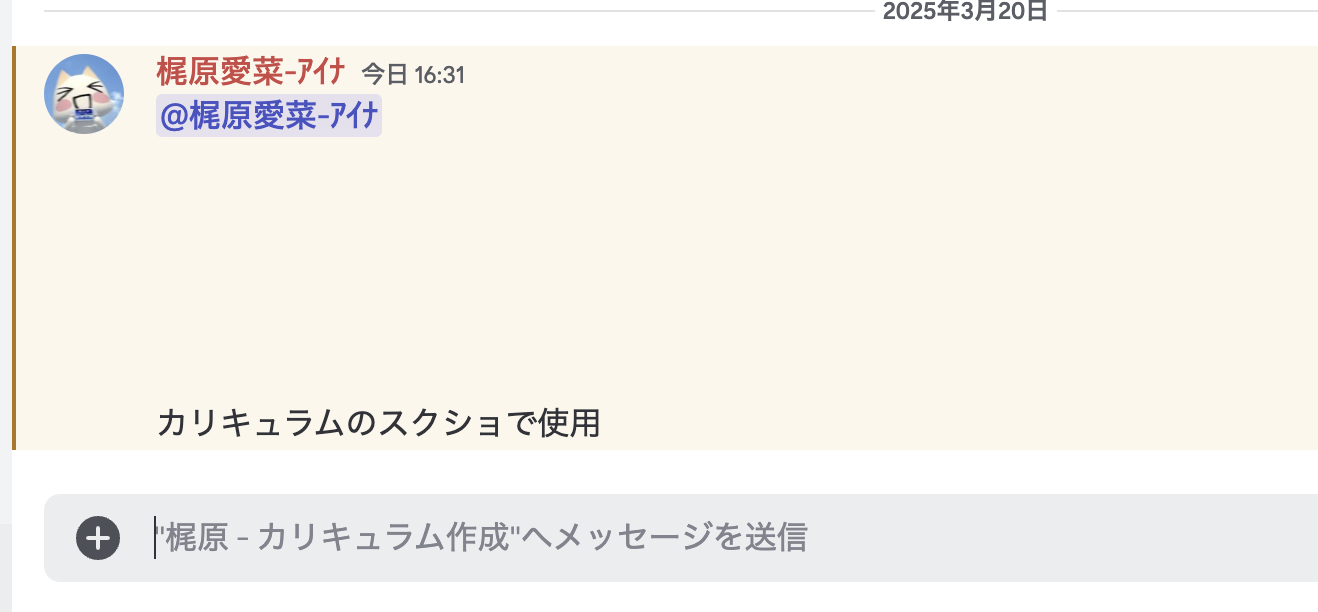 2025年3月20日
梶原愛菜-ｱｲﾅ 今日 16:31
@梶原愛菜-ｱｲﾅ
カリキュラムのスクショで使用
"梶原 - カリキュラム作成"へメッセージを送信